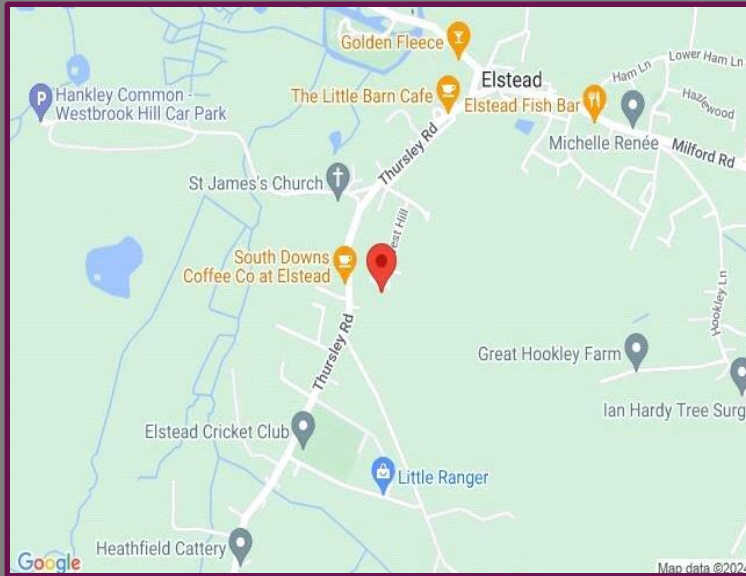 Golden Fleece
Elstead
Lower Ham Ln
Ham Ln
Hazelwood
The Little Barn Cafe
Elstead Fish Bar
Hankley Common -
Westbrook Hill Car Park
P
Michelle Renée
Milford Rd
Thursley Rd
St James's Church
est Hill
South Downs
Coffee Co at Elstead
Hookley Ln
Thursley Rd
Great Hookley Farm
Ian Hardy Tree Surg
Elstead Cricket Club
Little Ranger
Heathfield Cattery
Google
Map data ©2024